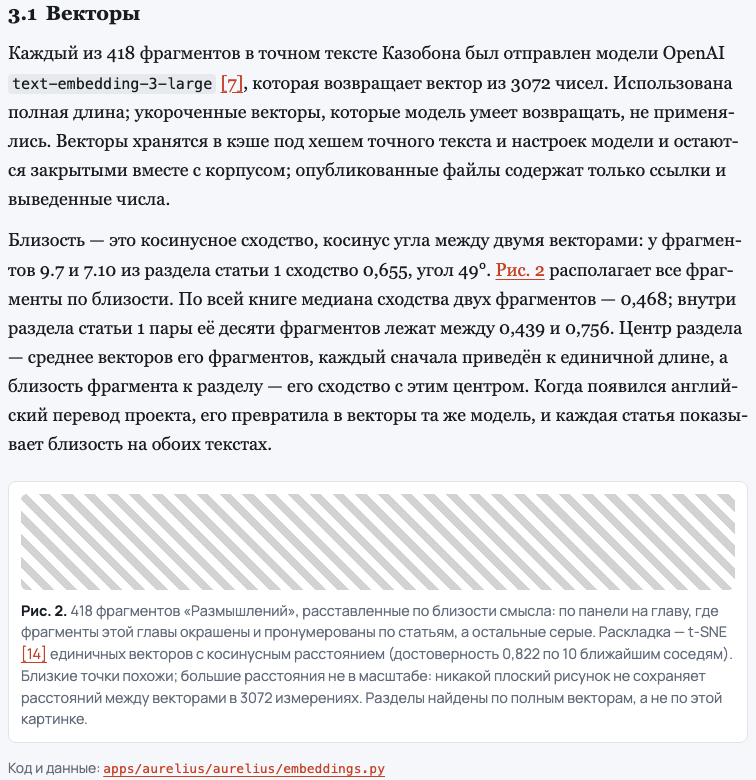 3.1 Векторы
Каждый из 418 фрагментов в точном тексте Казобона был отправлен модели OpenAI
text-embedding-3-large [7], которая возвращает вектор из 3072 чисел. Использована
полная длина; укороченные векторы, которые модель умеет возвращать, не применя-
лись. Векторы хранятся в кэше под хешем точного текста и настроек модели и остают-
ся закрытыми вместе с корпусом; опубликованные файлы содержат только ссылки и
выведенные числа.
Близость — это косинусное сходство, косинус угла между двумя векторами: у фрагмен-
тов 9.7 и 7.10 из раздела статьи 1 сходство 0,655, угол 49°. Рис. 2 располагает все фраг-
менты по близости. По всей книге медиана сходства двух фрагментов — 0,468; внутри
раздела статьи 1 пары её десяти фрагментов лежат между 0,439 и 0,756. Центр раздела
— среднее векторов его фрагментов, каждый сначала приведён к единичной длине, а
близость фрагмента к разделу — его сходство с этим центром. Когда появился англий-
ский перевод проекта, его превратила в векторы та же модель, и каждая статья показы-
вает близость на обоих текстах.
Рис. 2. 418 фрагментов «Размышлений», расставленные по близости смысла: по панели на главу, где
фрагменты этой главы окрашены и пронумерованы по статьям, а остальные серые. Раскладка — t-SNE
[14] единичных векторов с косинусным расстоянием (достоверность 0,822 по 10 ближайшим соседям).
Близкие точки похожи; большие расстояния не в масштабе: никакой плоский рисунок не сохраняет
расстояний между векторами в 3072 измерениях. Разделы найдены по полным векторам, а не по этой
картинке.
Код и данные: apps/aurelius/aurelius/embeddings.py